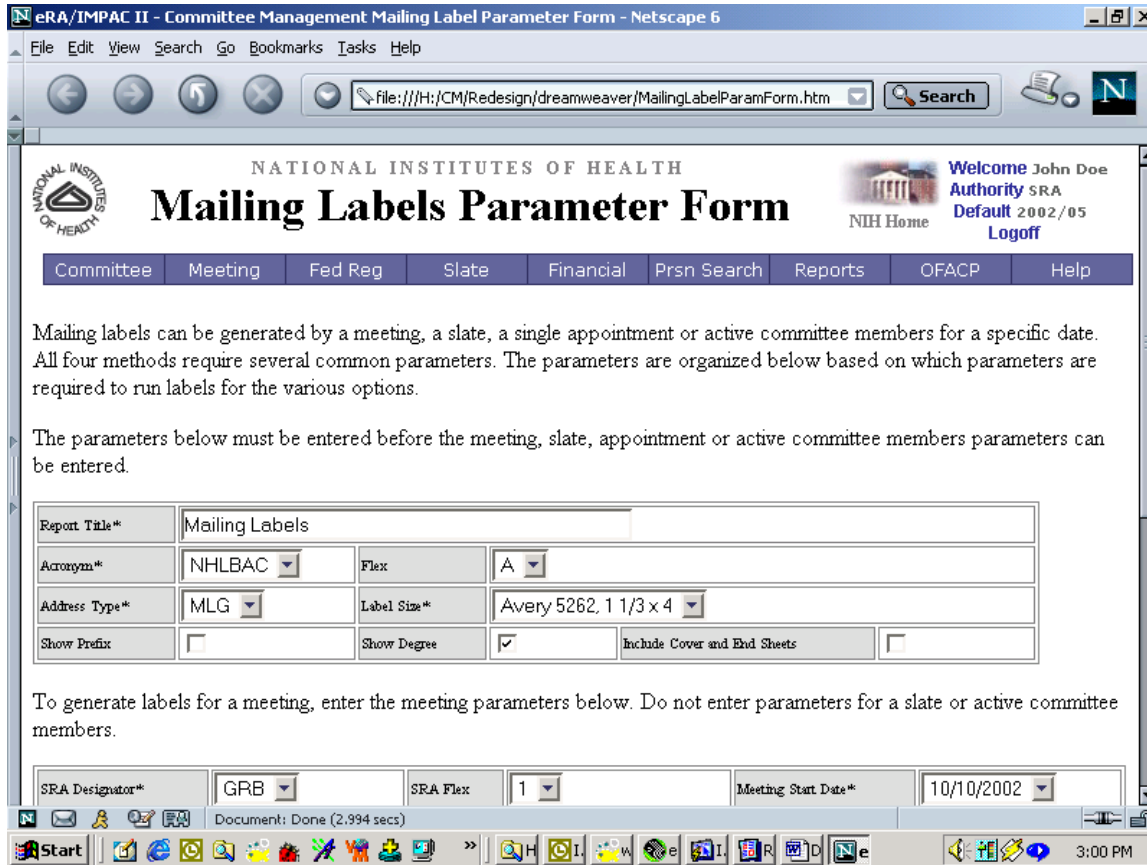 eRA/IMPAC II - Committee Management Mailing Label Parameter Form - Netscape 6
File Edit View Search Go Bookmarks Tasks Help
file:///H:/CM/Redesign/dreamweaver/MailingLabelParamForm.htm Search N
NATIONAL INSTITUTES OF HEALTH
NATIONAL INSTITUTES OF HEALTH
Mailing Labels Parameter Form
NIH Home
Welcome John Doe
Authority SRA
Default 2002/05
Logoff
Committee Meeting Fed Reg Slate Financial Prsn Search Reports OFACP Help
Mailing labels can be generated by a meeting, a slate, a single appointment or active committee members for a specific date.
All four methods require several common parameters. The parameters are organized below based on which parameters are
required to run labels for the various options.
The parameters below must be entered before the meeting, slate, appointment or active committee members parameters can
be entered.
Report Title* Mailing Labels
Acronym* NHLBAC Flex A
Address Type* MLG Label Size* Avery 5262, 1 1/3 x 4
Show Prefix Show Degree Include Cover and End Sheets
To generate labels for a meeting, enter the meeting parameters below. Do not enter parameters for a slate or active committee
members.
SRA Designator* GRB SRA Flex 1 Meeting Start Date* 10/10/2002
Document: Done (2.994 secs)
Start » H I. w e I. R D e 3:00 PM